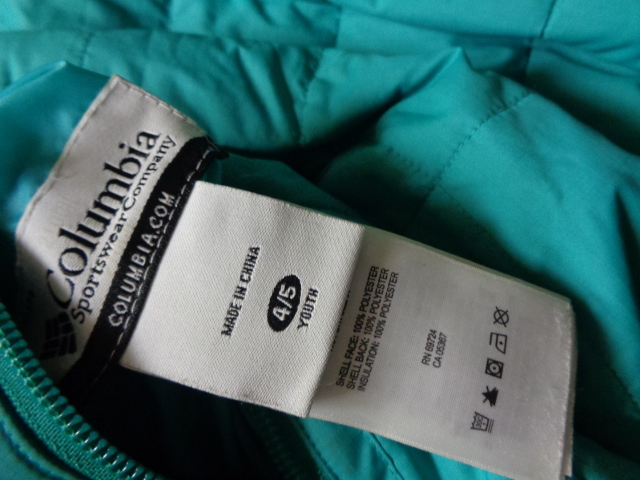 Columbia
Sportswear Company
COLUMBIA.COM
MADE IN CHINA
4/5
YOUTH
SHELL FACE: 100% POLYESTER
SHELL BACK: 100% POLYESTER
INSULATION: 100% POLYESTER
RN 69724
CA 05367